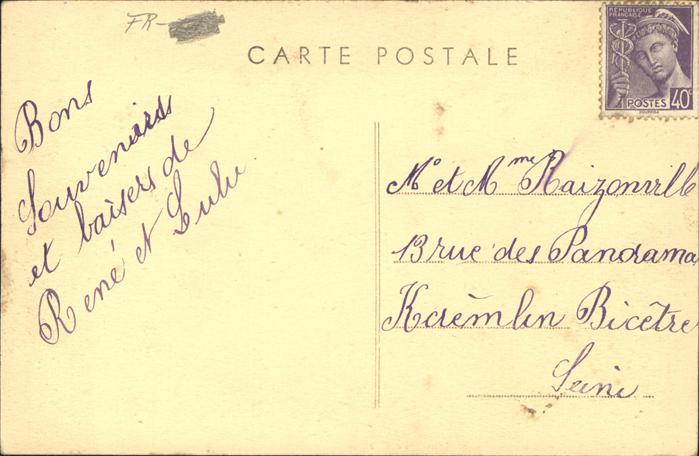 FR-
CARTE POSTALE
REPUBLIQUE
FRANÇAISE
POSTES 40c
Bons
Souvenirs
et baisers de
René et Lulu
Mr et Mme Raizonville
13 rue des Panorama
Kremlin Bicêtre
Seine